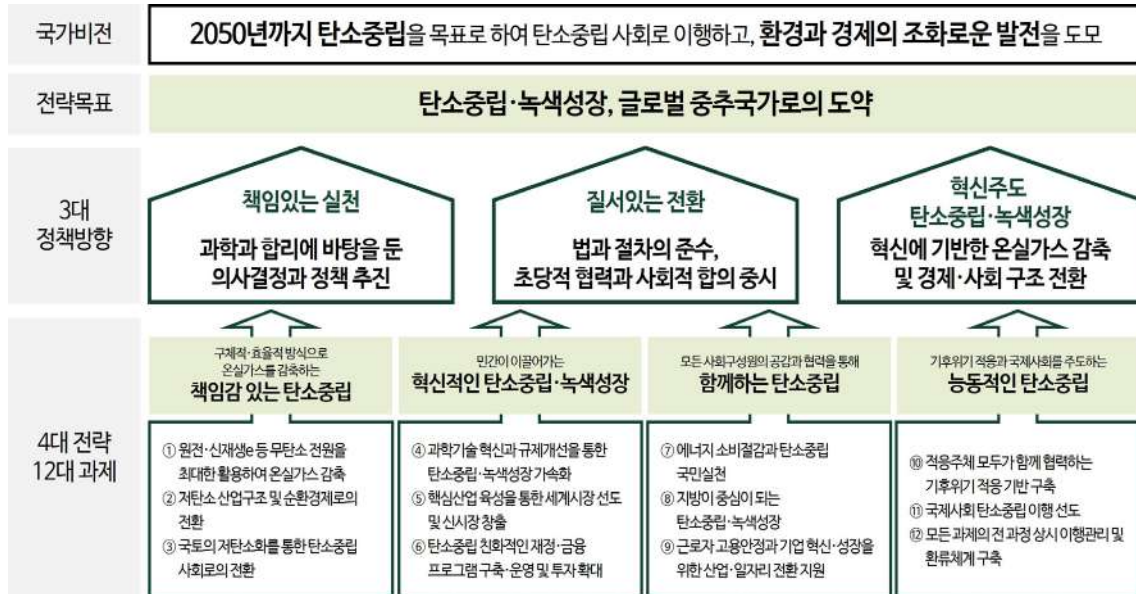 국가비전
2050년까지 탄소중립을 목표로 하여 탄소중립 사회로 이행하고, 환경과 경제의 조화로운 발전을 도모
전략목표
탄소중립·녹색성장, 글로벌 중추국가로의 도약
3대
정책방향
책임있는 실천
과학과 합리에 바탕을 둔
의사결정과 정책 추진
질서있는 전환
법과 절차의 준수,
초당적 협력과 사회적 합의 중시
혁신주도
탄소중립·녹색성장
혁신에 기반한 온실가스 감축
및 경제·사회 구조 전환
4대 전략
12대 과제
구체적·효율적 방식으로
온실가스를 감축하는
책임감 있는 탄소중립
① 원전·신재생e 등 무탄소 전원을
최대한 활용하여 온실가스 감축
② 저탄소 산업구조 및 순환경제로의
전환
③ 국토의 저탄소화를 통한 탄소중립
사회로의 전환
민간이 이끌어가는
혁신적인 탄소중립·녹색성장
④ 과학기술 혁신과 규제개선을 통한
탄소중립·녹색성장 가속화
⑤ 핵심산업 육성을 통한 세계시장 선도
및 신시장 창출
⑥ 탄소중립 친화적인 재정·금융
프로그램 구축·운영 및 투자 확대
모든 사회구성원의 공감과 협력을 통해
함께하는 탄소중립
⑦ 에너지 소비절감과 탄소중립
국민실천
⑧ 지방이 중심이 되는
탄소중립·녹색성장
⑨ 근로자 고용안정과 기업 혁신·성장을
위한 산업·일자리 전환 지원
기후위기 적응과 국제사회를 주도하는
능동적인 탄소중립
⑩ 적응주체 모두가 함께 협력하는
기후위기 적응 기반 구축
⑪ 국제사회 탄소중립 이행 선도
⑫ 모든 과제의 전 과정 상시 이행관리 및
환류체계 구축